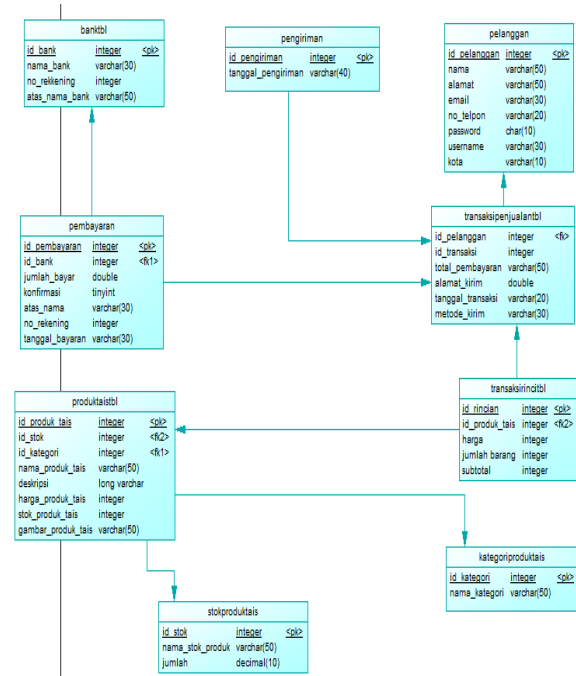 banktbl
id_bank integer <pk>
nama_bank varchar(30)
no_rekkening integer
atas_nama_bank varchar(50)
pengiriman
id_pengiriman integer <pk>
tanggal_pengiriman varchar(40)
pelanggan
id_pelanggan integer <pk>
nama varchar(50)
alamat varchar(50)
email varchar(30)
no_telpon varchar(20)
password char(10)
username varchar(30)
kota varchar(10)
pembayaran
id_pembayaran integer <pk>
id_bank integer <fk1>
jumlah_bayar double
konfirmasi tinyint
atas_nama varchar(30)
no_rekening integer
tanggal_bayaran varchar(30)
transaksipenjualantbl
id_pelanggan integer <fk>
id_transaksi integer
total_pembayaran varchar(50)
alamat_kirim double
tanggal_transaksi varchar(20)
metode_kirim varchar(30)
produktaistbl
id_produk_tais integer <pk>
id_stok integer <fk2>
id_kategori integer <fk1>
nama_produk_tais varchar(50)
deskripsi long varchar
harga_produk_tais integer
stok_produk_tais integer
gambar_produk_tais varchar(50)
transaksirincitbl
id_rincian integer <pk>
id_produk_tais integer <fk2>
harga integer
jumlah barang integer
subtotal integer
kategoriproduktais
id_kategori integer <pk>
nama_kategori varchar(50)
stokproduktais
id_stok integer <pk>
nama_stok_produk varchar(50)
jumlah decimal(10)